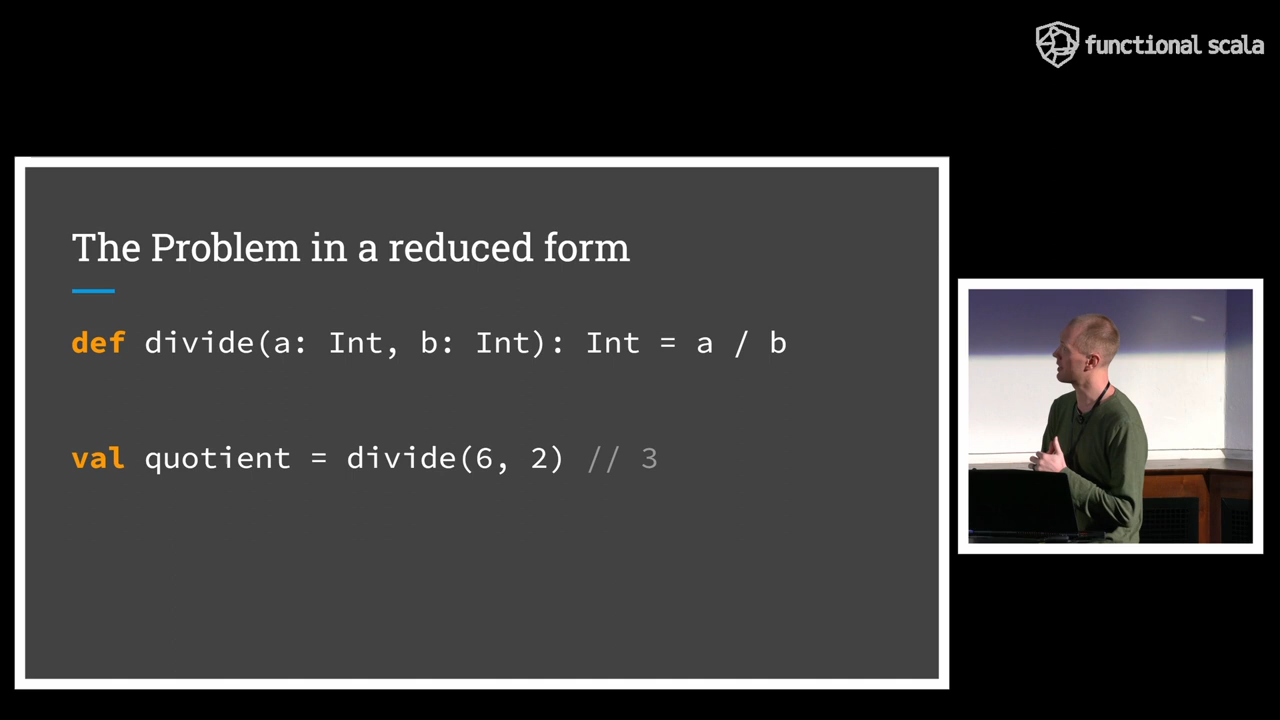 functional scala
The Problem in a reduced form
def divide(a: Int, b: Int): Int = a / b
val quotient = divide(6, 2) // 3